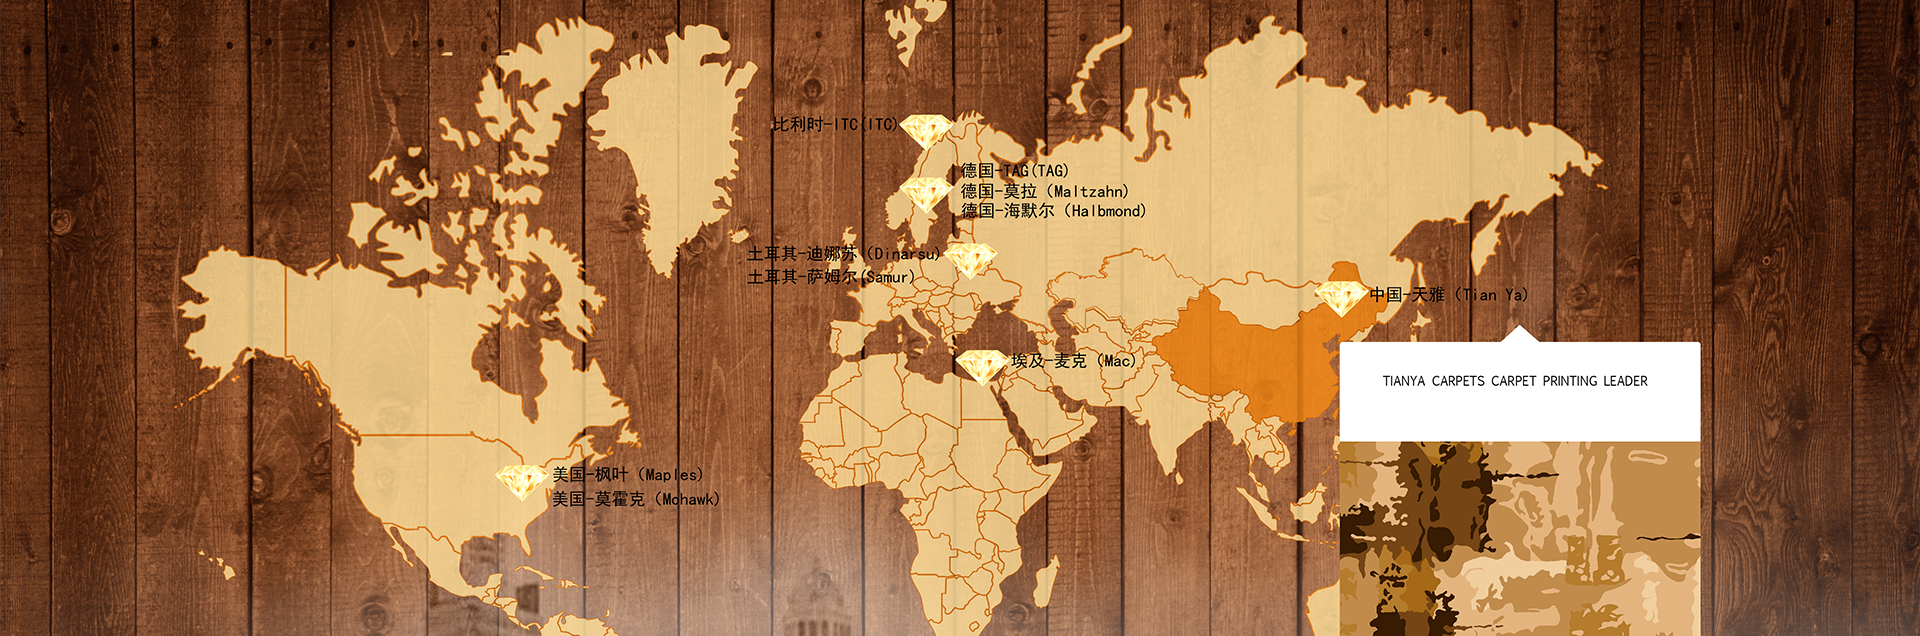 比利时-ITC(ITC)
德国-TAG(TAG)
德国-莫拉（Maltzahn)
德国-海默尔（Halbmond)
土耳其-迪娜苏（Dinarsu)
土耳其-萨姆尔(Samur)
中国-天雅（Tian Ya)
埃及-麦克（Mac)
TIANYA CARPETS CARPET PRINTING LEADER
美国-枫叶（Maples)
美国-莫霍克（Mohawk)